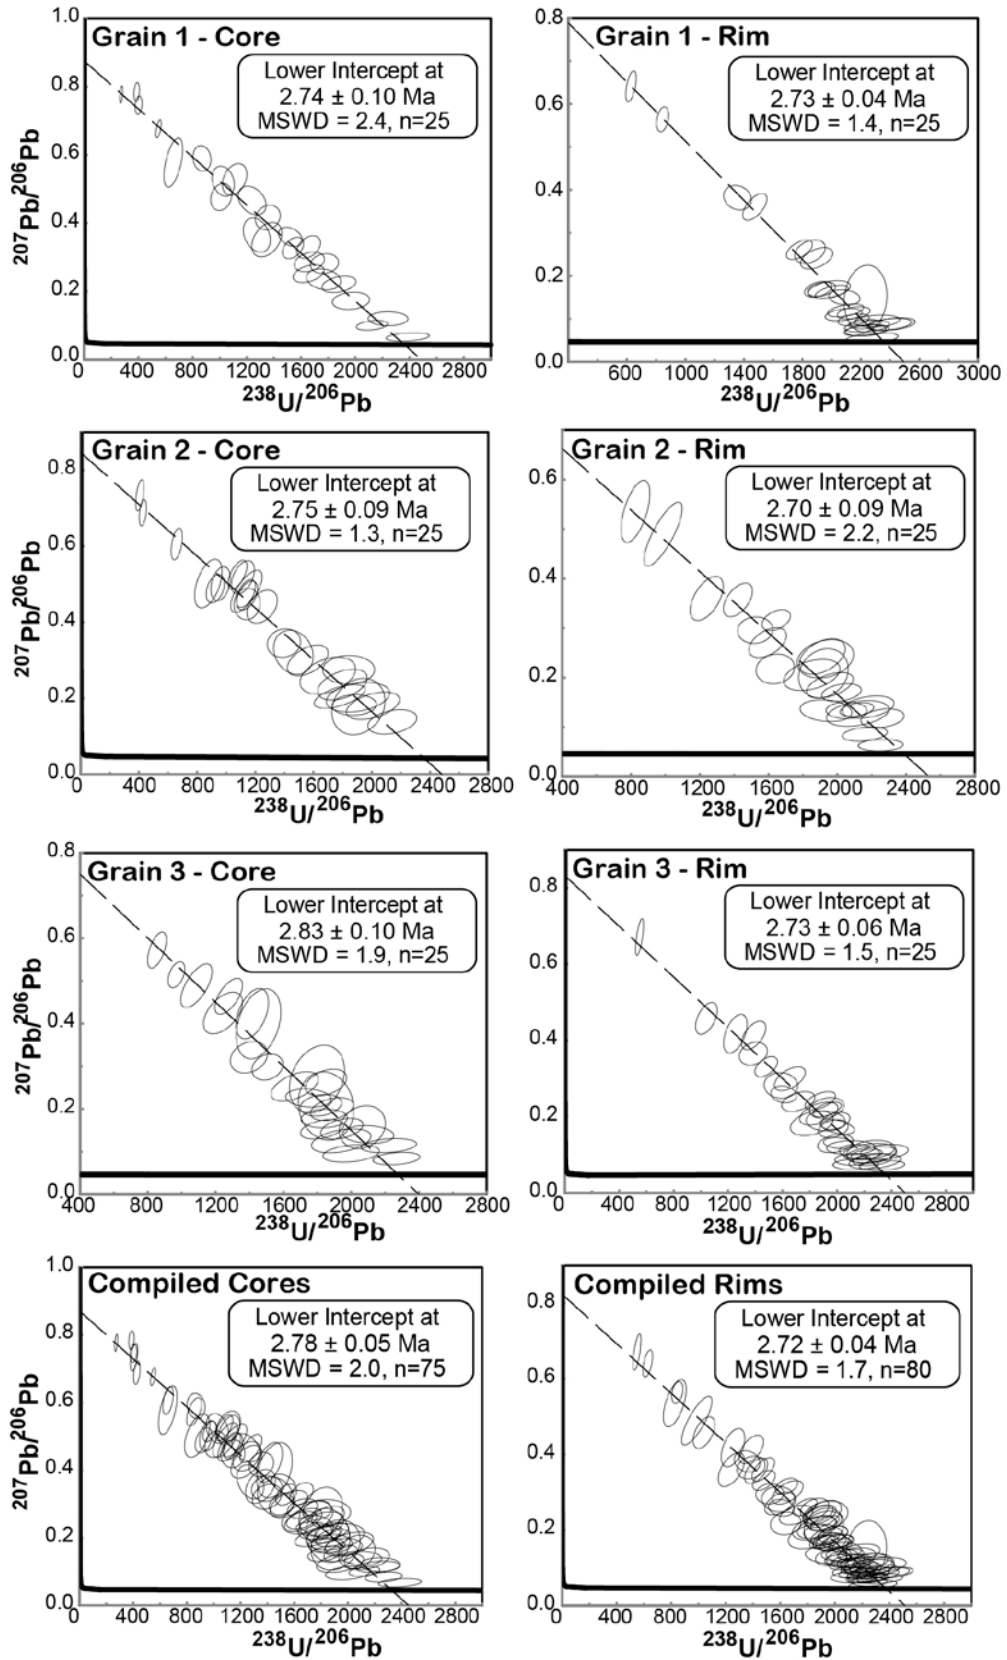 Grain 1 - Core
Lower Intercept at
2.74 ± 0.10 Ma
MSWD = 2.4, n=25
1.0
0.8
0.6
0.4
0.2
0.0
207Pb/206Pb
400 800 1200 1600 2000 2400 2800
238U/206Pb
Grain 1 - Rim
Lower Intercept at
2.73 ± 0.04 Ma
MSWD = 1.4, n=25
0.8
0.6
0.4
0.2
0.0
600 1000 1400 1800 2200 2600 3000
238U/206Pb
Grain 2 - Core
Lower Intercept at
2.75 ± 0.09 Ma
MSWD = 1.3, n=25
0.8
0.6
0.4
0.2
0.0
207Pb/206Pb
0 400 800 1200 1600 2000 2400 2800
238U/206Pb
Grain 2 - Rim
Lower Intercept at
2.70 ± 0.09 Ma
MSWD = 2.2, n=25
0.6
0.4
0.2
0.0
400 800 1200 1600 2000 2400 2800
238U/206Pb
Grain 3 - Core
Lower Intercept at
2.83 ± 0.10 Ma
MSWD = 1.9, n=25
0.8
0.6
0.4
0.2
0.0
207Pb/206Pb
400 800 1200 1600 2000 2400 2800
238U/206Pb
Grain 3 - Rim
Lower Intercept at
2.73 ± 0.06 Ma
MSWD = 1.5, n=25
0.8
0.6
0.4
0.2
0.0
0 400 800 1200 1600 2000 2400 2800
238U/206Pb
Compiled Cores
Lower Intercept at
2.78 ± 0.05 Ma
MSWD = 2.0, n=75
1.0
0.8
0.6
0.4
0.2
0.0
207Pb/206Pb
400 800 1200 1600 2000 2400 2800
238U/206Pb
Compiled Rims
Lower Intercept at
2.72 ± 0.04 Ma
MSWD = 1.7, n=80
0.8
0.6
0.4
0.2
0.0
400 800 1200 1600 2000 2400 2800
238U/206Pb